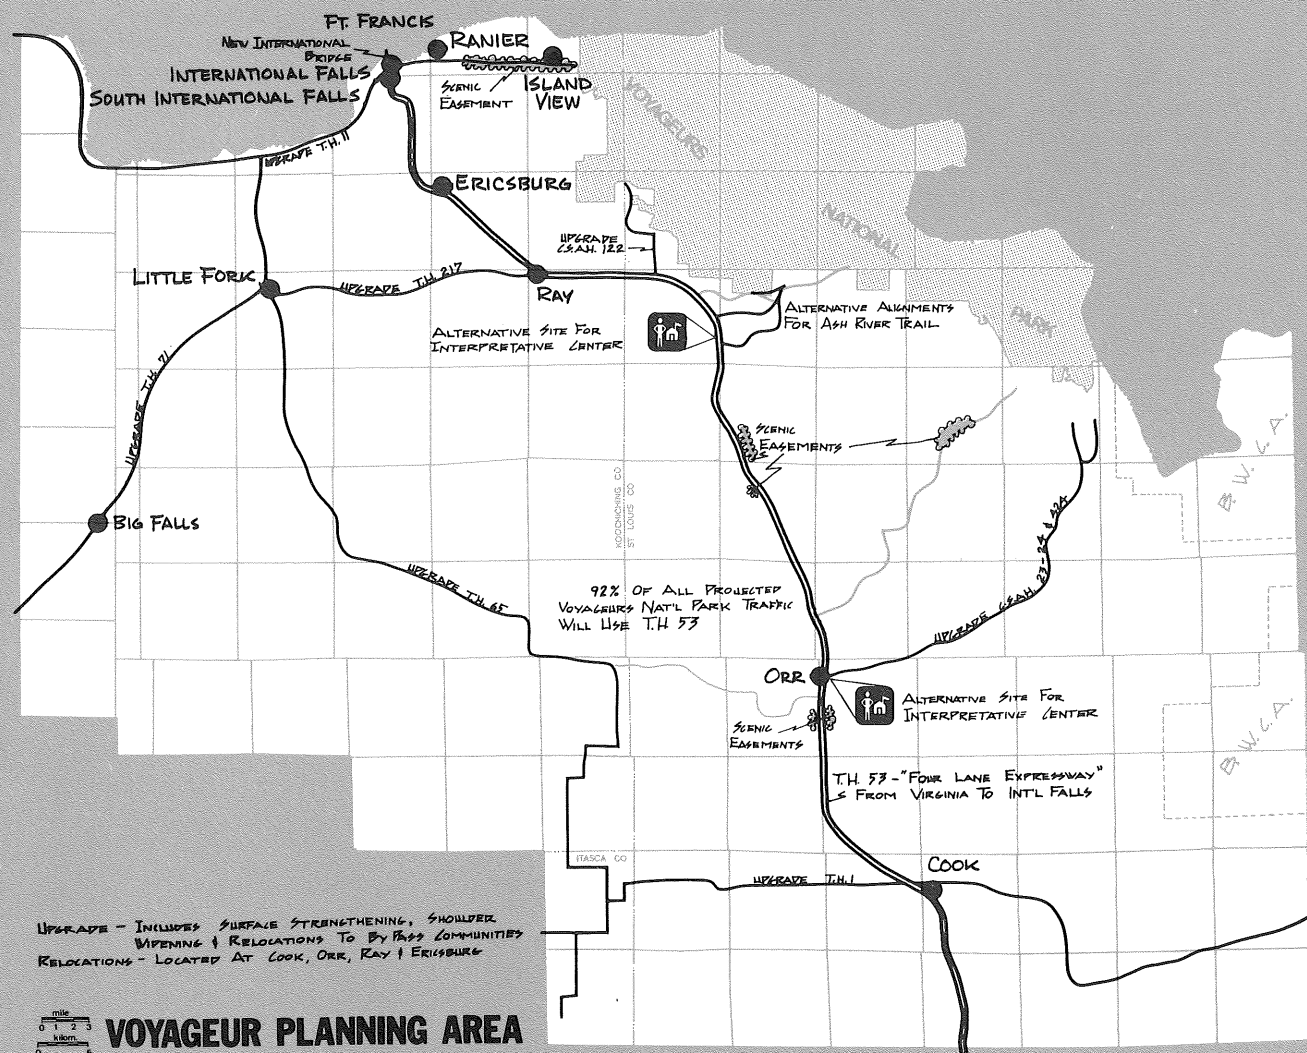 FT. FRANCIS
NEW INTERNATIONAL
BRIDGE
RANIER
INTERNATIONAL FALLS
SOUTH INTERNATIONAL FALLS
SCENIC
EASEMENT
ISLAND
VIEW
VOYAGEURS
NATIONAL
PARK
UPGRADE T.H. 11
ERICSBURG
UPGRADE
C.S.A.H. 122
LITTLE FORK
UPGRADE T.H. 217
RAY
ALTERNATIVE SITE FOR
INTERPRETATIVE CENTER
ALTERNATIVE ALIGNMENTS
FOR ASH RIVER TRAIL
UPGRADE T.H. 71
SCENIC
EASEMENTS
B.W.C.A.
BIG FALLS
KOOCHICHING CO
ST LOUIS CO
UPGRADE T.H. 65
92% OF ALL PROJECTED
VOYAGEURS NAT'L PARK TRAFFIC
WILL USE T.H 53
UPGRADE C.S.A.H. 23-24 & 424
ORR
ALTERNATIVE SITE FOR
INTERPRETATIVE CENTER
SCENIC
EASEMENTS
B.W.C.A.
T.H. 53-"FOUR LANE EXPRESSWAY"
FROM VIRGINIA TO INT'L FALLS
ITASCA CO
COOK
UPGRADE T.H. 1
UPGRADE - INCLUDES SURFACE STRENGTHENING, SHOULDER
WIDENING & RELOCATIONS TO BY PASS COMMUNITIES
RELOCATIONS - LOCATED AT COOK, ORR, RAY & ERICSBURG
mile
0 1 2 3
kilom.
VOYAGEUR PLANNING AREA